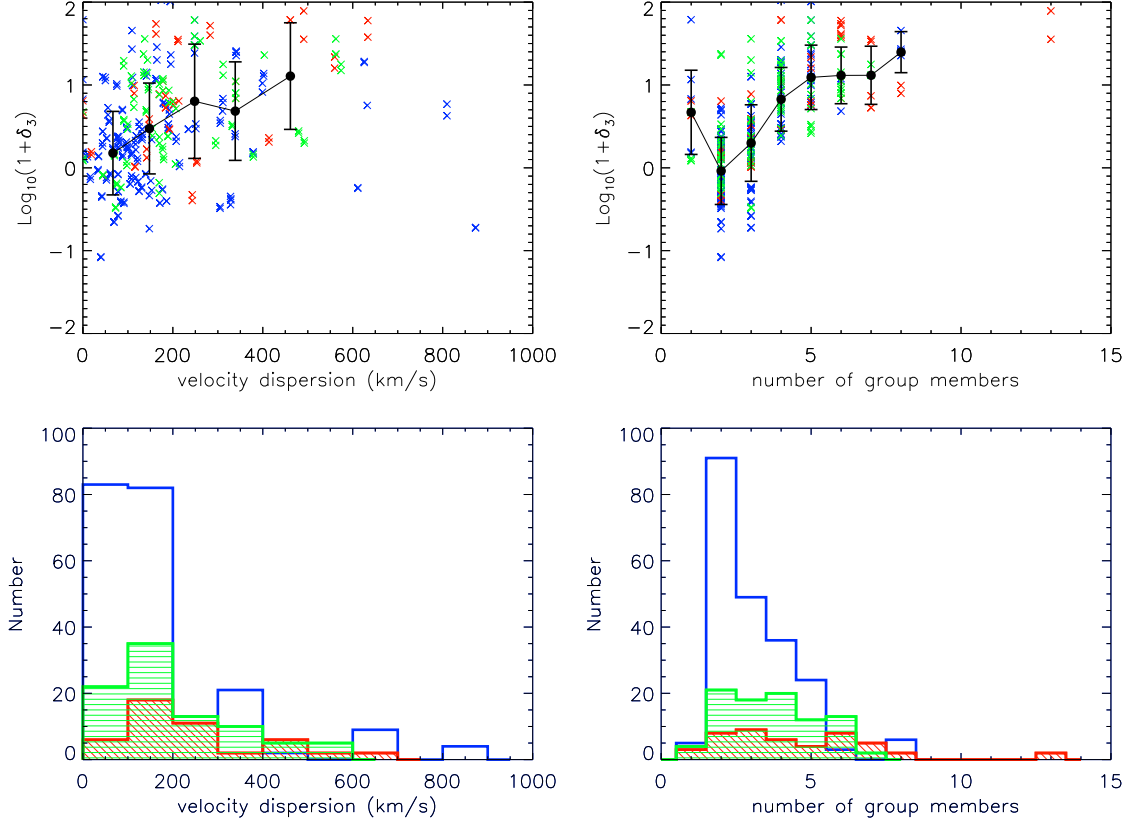 2
1
0
−1
−2
Log₁₀(1+δ₃)
0 200 400 600 800 1000
velocity dispersion (km/s)
2
1
0
−1
−2
Log₁₀(1+δ₃)
0 5 10 15
number of group members
100
80
60
40
20
0
Number
0 200 400 600 800 1000
velocity dispersion (km/s)
100
80
60
40
20
0
Number
0 5 10 15
number of group members